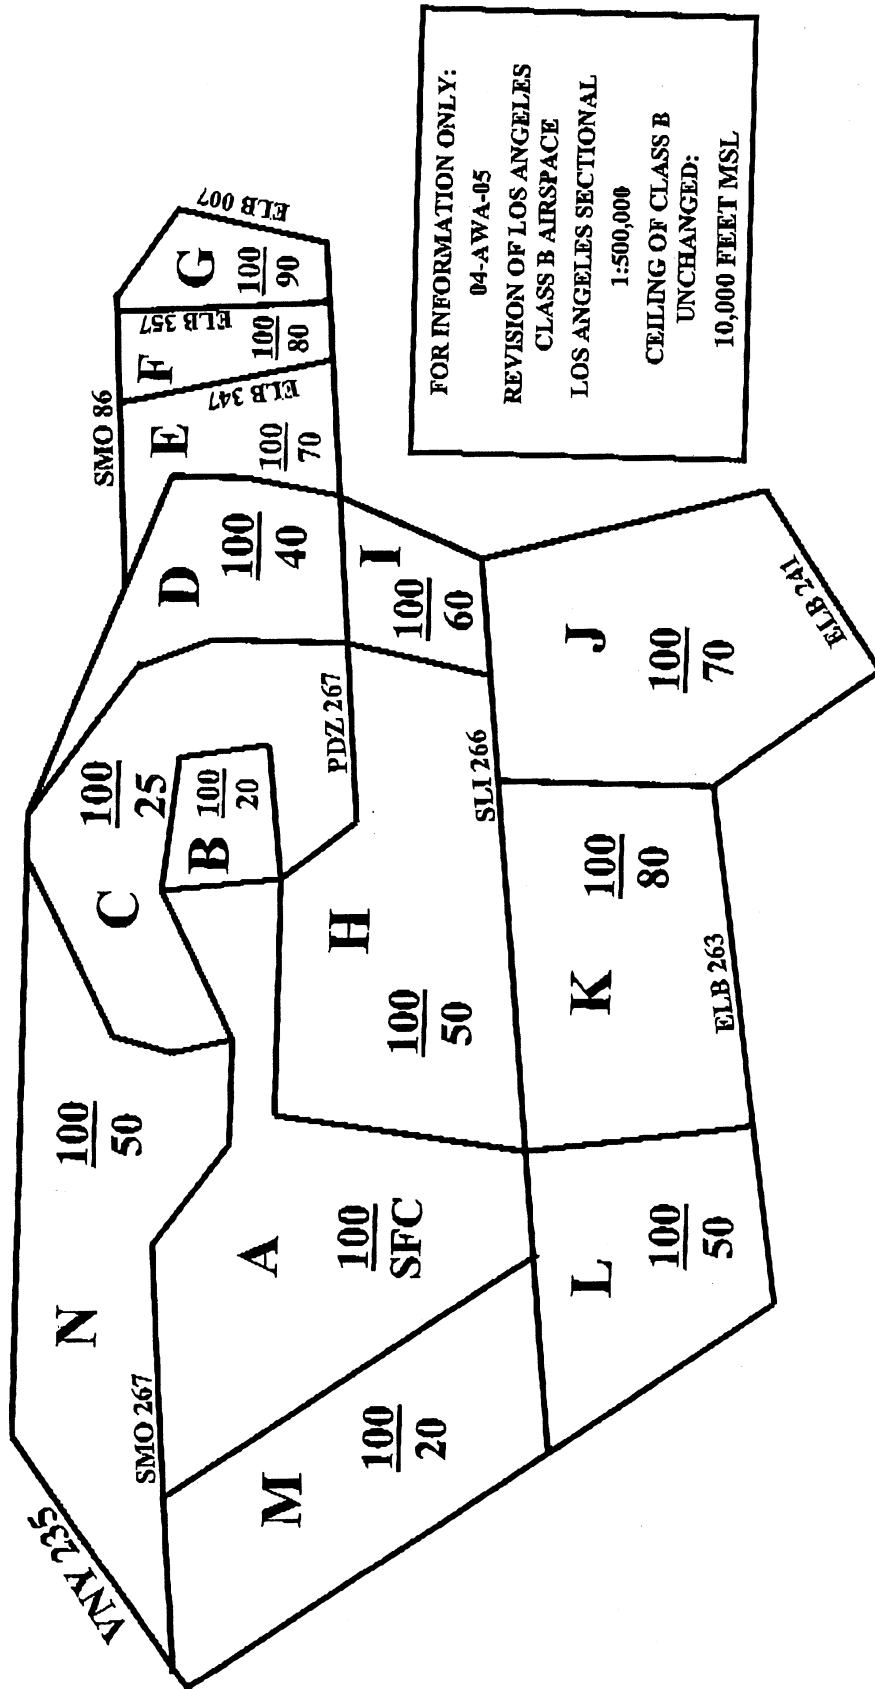 VNY 235
N
100
50
SMO 267
M
100
20
A
100
SFC
L
100
50
C
100
25
B
100
20
H
100
50
PDZ 267
SLI 266
K
100
80
ELB 263
D
100
40
I
100
60
J
100
70
ELB 241
SMO 86
E
100
70
ELB 347
F
100
80
ELB 357
G
100
90
ELB 007
FOR INFORMATION ONLY:
04-AWA-05
REVISION OF LOS ANGELES
CLASS B AIRSPACE
LOS ANGELES SECTIONAL
1:500,000
CEILING OF CLASS B
UNCHANGED:
10,000 FEET MSL